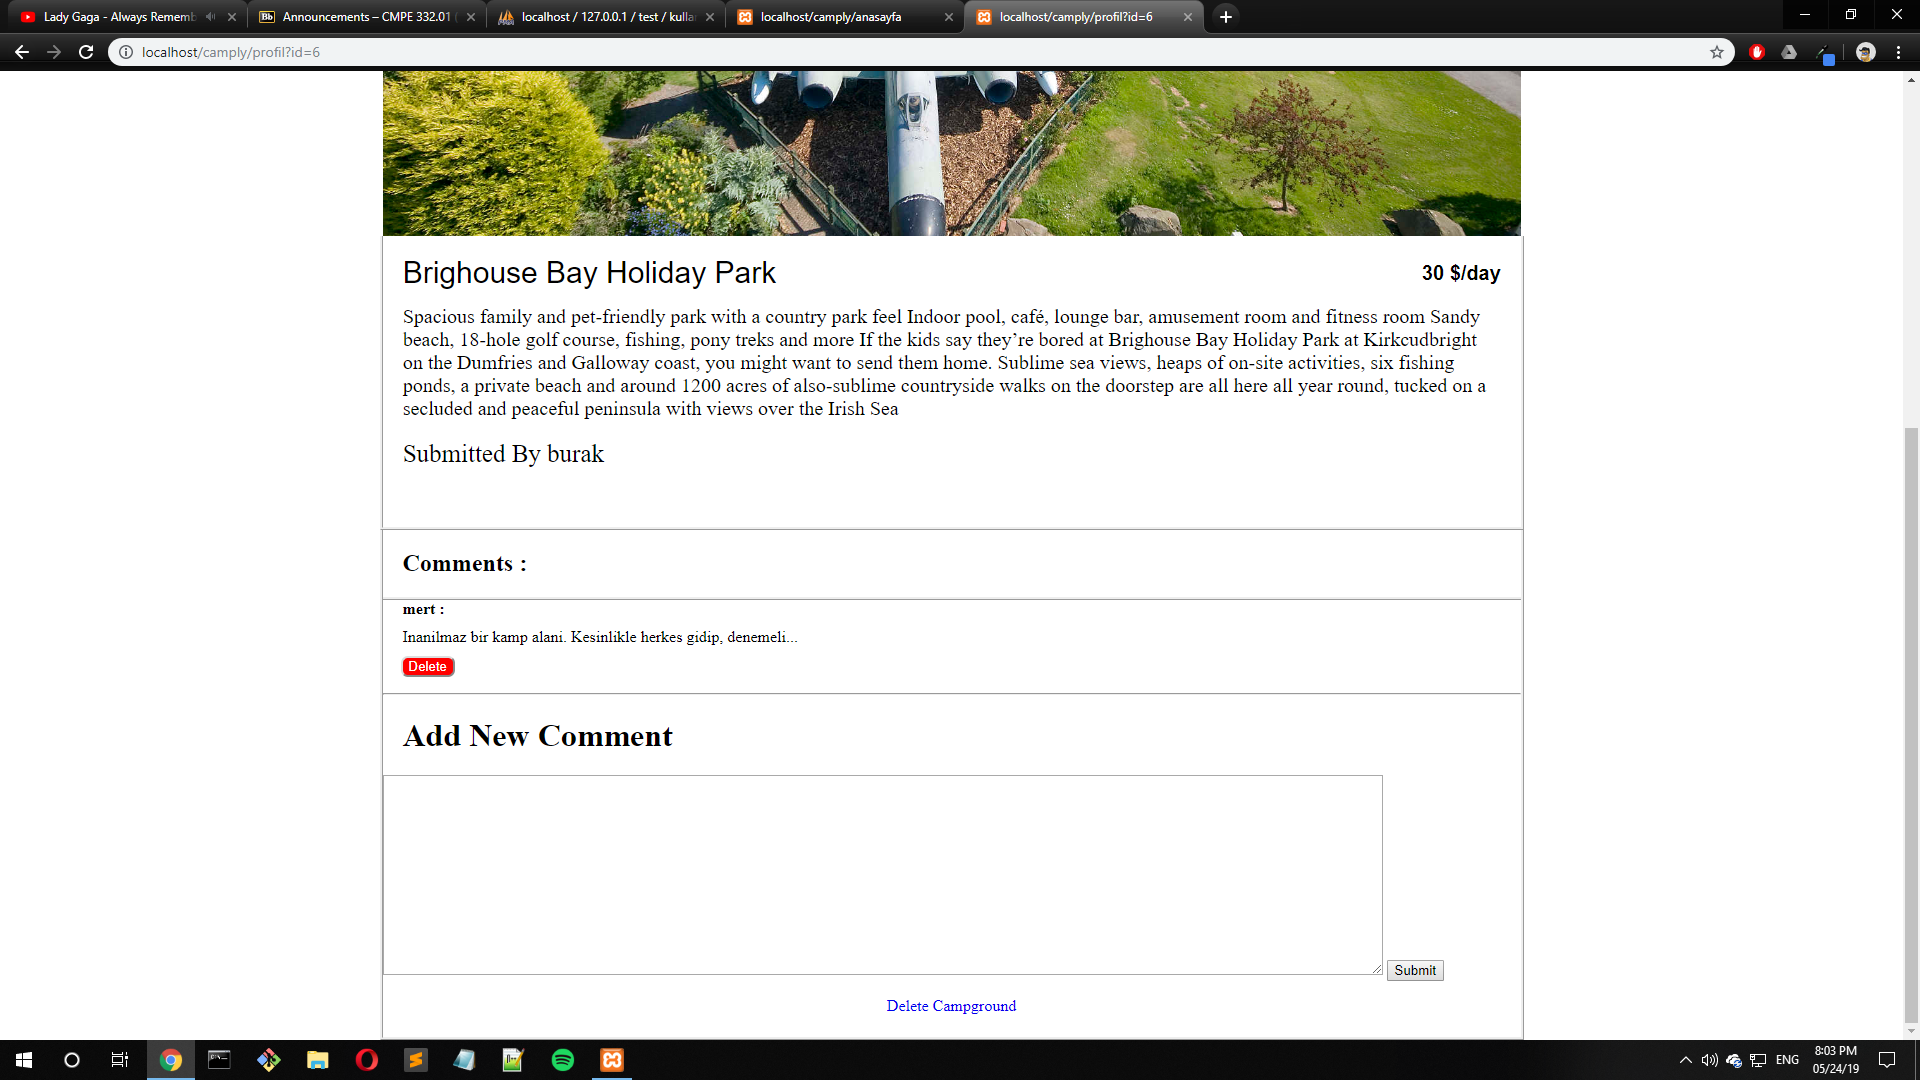 Lady Gaga - Always Rememb
Announcements – CMPE 332.01 (
localhost / 127.0.0.1 / test / kulla
localhost/camply/anasayfa
localhost/camply/profil?id=6
localhost/camply/profil?id=6
Brighouse Bay Holiday Park
30 $/day
Spacious family and pet-friendly park with a country park feel Indoor pool, café, lounge bar, amusement room and fitness room Sandy
beach, 18-hole golf course, fishing, pony treks and more If the kids say they’re bored at Brighouse Bay Holiday Park at Kirkcudbright
on the Dumfries and Galloway coast, you might want to send them home. Sublime sea views, heaps of on-site activities, six fishing
ponds, a private beach and around 1200 acres of also-sublime countryside walks on the doorstep are all here all year round, tucked on a
secluded and peaceful peninsula with views over the Irish Sea
Submitted By burak
Comments :
mert :
Inanilmaz bir kamp alani. Kesinlikle herkes gidip, denemeli...
Delete
Add New Comment
Submit
Delete Campground
ENG
8:03 PM
05/24/19